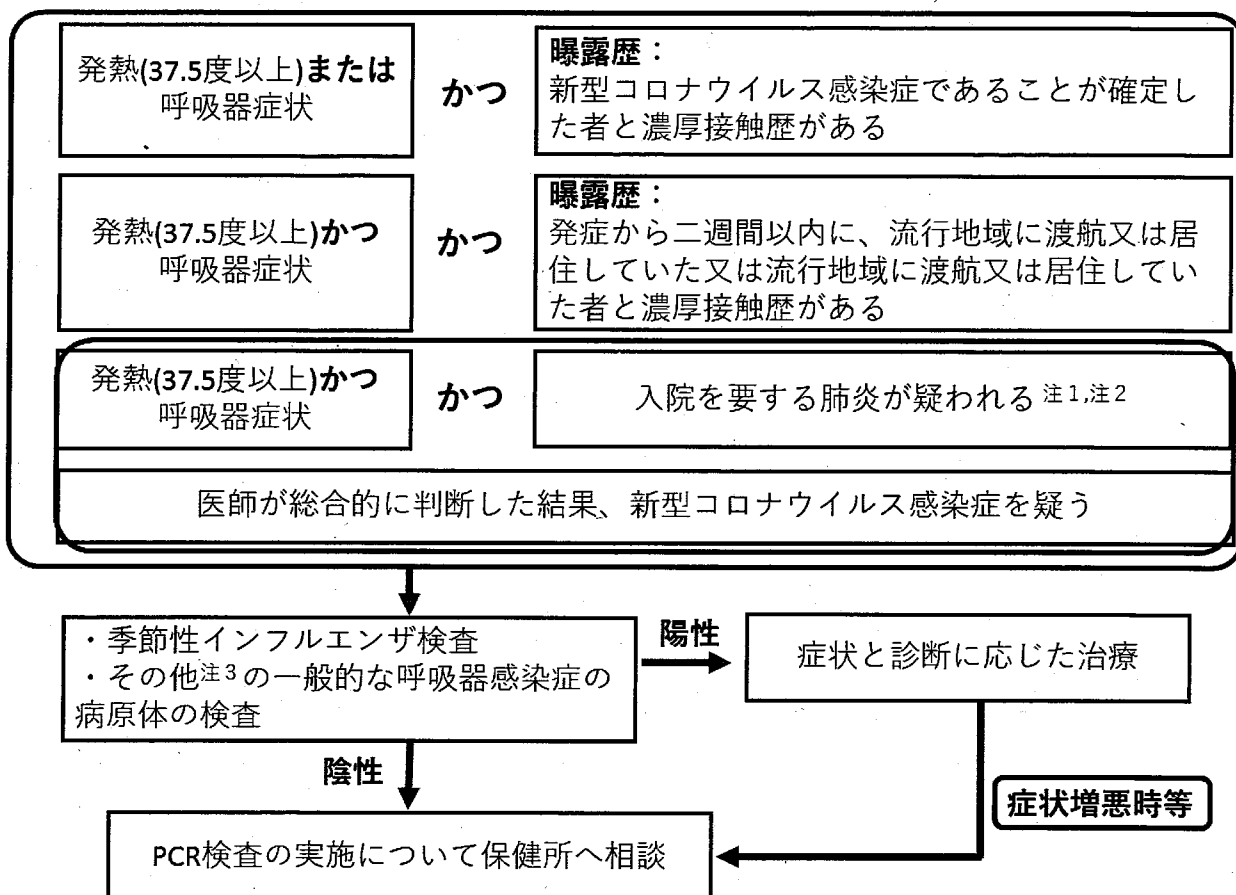 発熱(37.5度以上)または
呼吸器症状
かつ
曝露歴：
新型コロナウイルス感染症であることが確定し
た者と濃厚接触歴がある
発熱(37.5度以上)かつ
呼吸器症状
かつ
曝露歴：
発症から二週間以内に、流行地域に渡航又は居
住していた又は流行地域に渡航又は居住してい
た者と濃厚接触歴がある
発熱(37.5度以上)かつ
呼吸器症状
かつ
入院を要する肺炎が疑われる 注1,注2
医師が総合的に判断した結果、新型コロナウイルス感染症を疑う
・季節性インフルエンザ検査
・その他注3の一般的な呼吸器感染症の
病原体の検査
陽性
症状と診断に応じた治療
陰性
症状増悪時等
PCR検査の実施について保健所へ相談